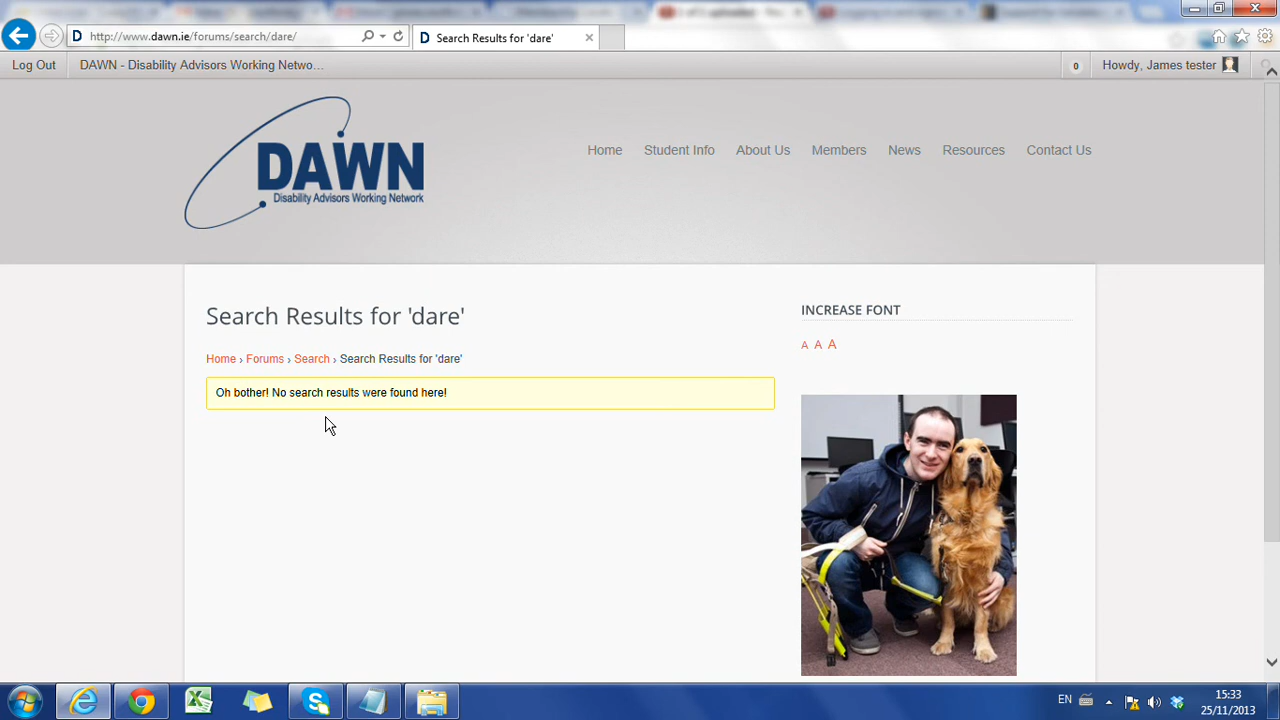 http://www.dawn.ie/forums/search/dare/
Search Results for 'dare'
Log Out
DAWN - Disability Advisors Working Netwo...
0
Howdy, James tester
DAWN
Disability Advisors Working Network
Home
Student Info
About Us
Members
News
Resources
Contact Us
Search Results for 'dare'
Home › Forums › Search › Search Results for 'dare'
Oh bother! No search results were found here!
INCREASE FONT
A A A
EN
15:33
25/11/2013